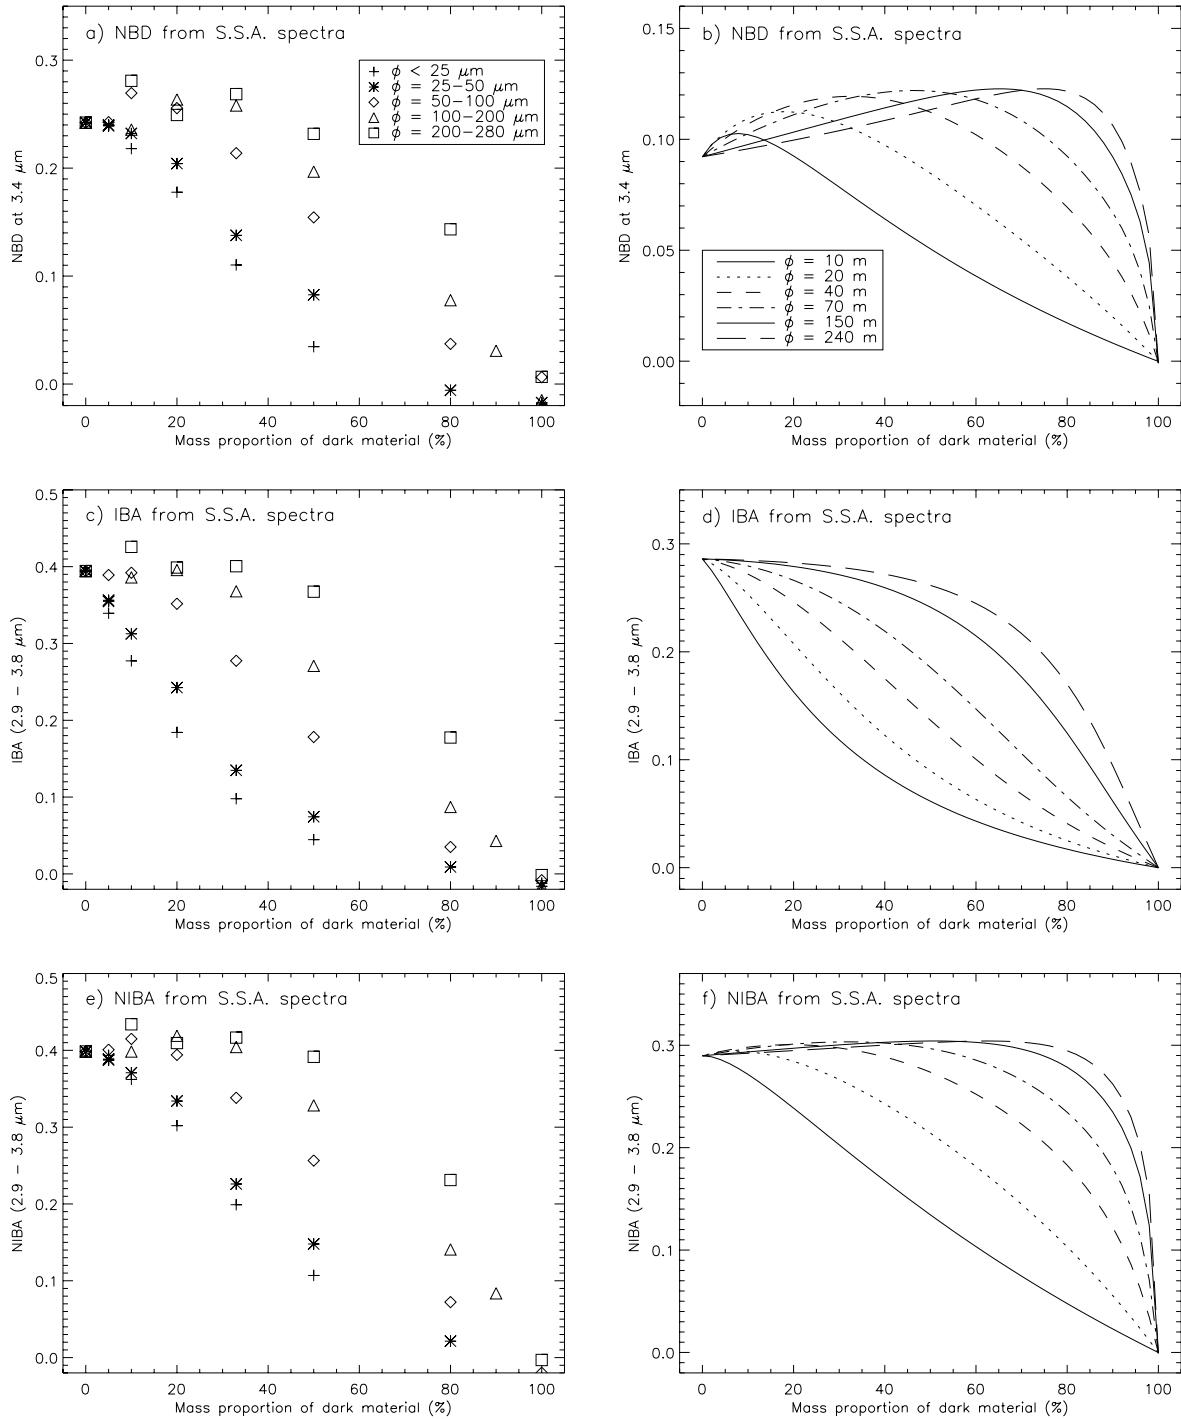 a) NBD from S.S.A. spectra
0.3
0.2
0.1
0.0
NBD at 3.4 μm
ϕ < 25 μm
ϕ = 25−50 μm
ϕ = 50−100 μm
ϕ = 100−200 μm
ϕ = 200−280 μm
0 20 40 60 80 100
Mass proportion of dark material (%)
b) NBD from S.S.A. spectra
0.15
0.10
0.05
0.00
NBD at 3.4 μm
ϕ = 10 m
ϕ = 20 m
ϕ = 40 m
ϕ = 70 m
ϕ = 150 m
ϕ = 240 m
0 20 40 60 80 100
Mass proportion of dark material (%)
c) IBA from S.S.A. spectra
0.5
0.4
0.3
0.2
0.1
0.0
IBA (2.9 − 3.8 μm)
0 20 40 60 80 100
Mass proportion of dark material (%)
d) IBA from S.S.A. spectra
0.3
0.2
0.1
0.0
IBA (2.9 − 3.8 μm)
0 20 40 60 80 100
Mass proportion of dark material (%)
e) NIBA from S.S.A. spectra
0.5
0.4
0.3
0.2
0.1
0.0
NIBA (2.9 − 3.8 μm)
0 20 40 60 80 100
Mass proportion of dark material (%)
f) NIBA from S.S.A. spectra
0.3
0.2
0.1
0.0
NIBA (2.9 − 3.8 μm)
0 20 40 60 80 100
Mass proportion of dark material (%)